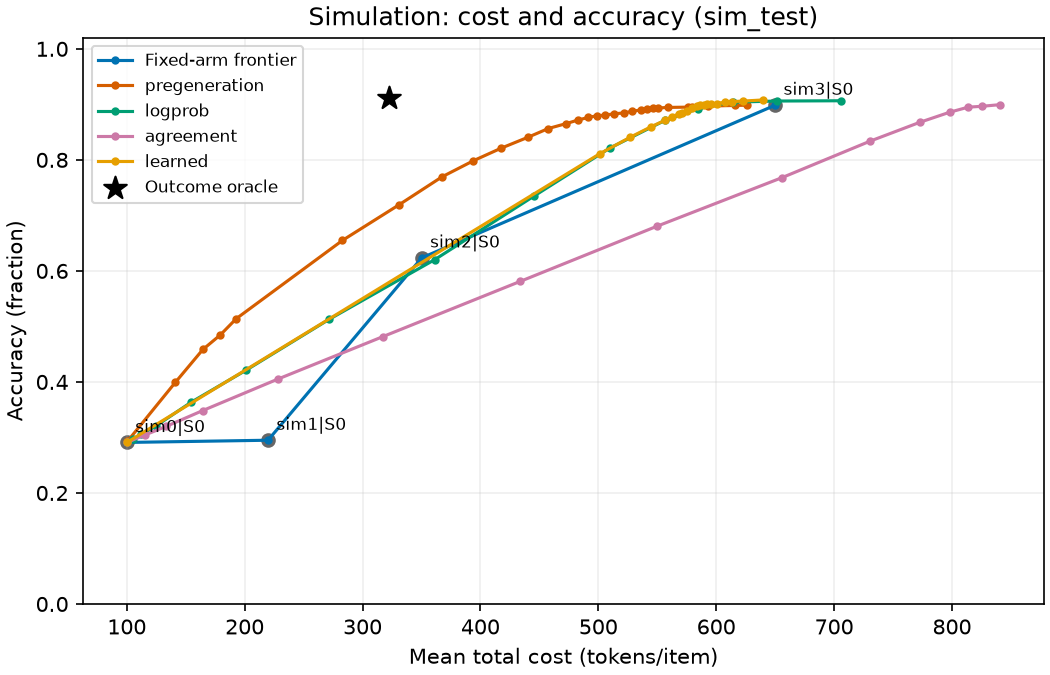 Simulation: cost and accuracy (sim_test)
Fixed-arm frontier
pregeneration
logprob
agreement
learned
Outcome oracle
sim0|S0
sim1|S0
sim2|S0
sim3|S0
1.0
0.8
0.6
0.4
0.2
0.0
Accuracy (fraction)
100 200 300 400 500 600 700 800
Mean total cost (tokens/item)